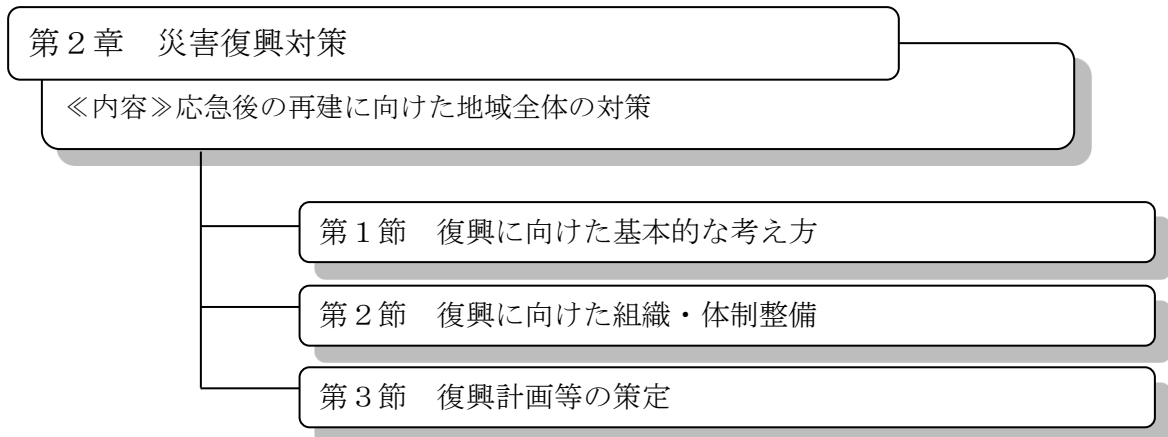 第２章　災害復興対策
≪内容≫応急後の再建に向けた地域全体の対策
第１節　復興に向けた基本的な考え方
第２節　復興に向けた組織・体制整備
第３節　復興計画等の策定